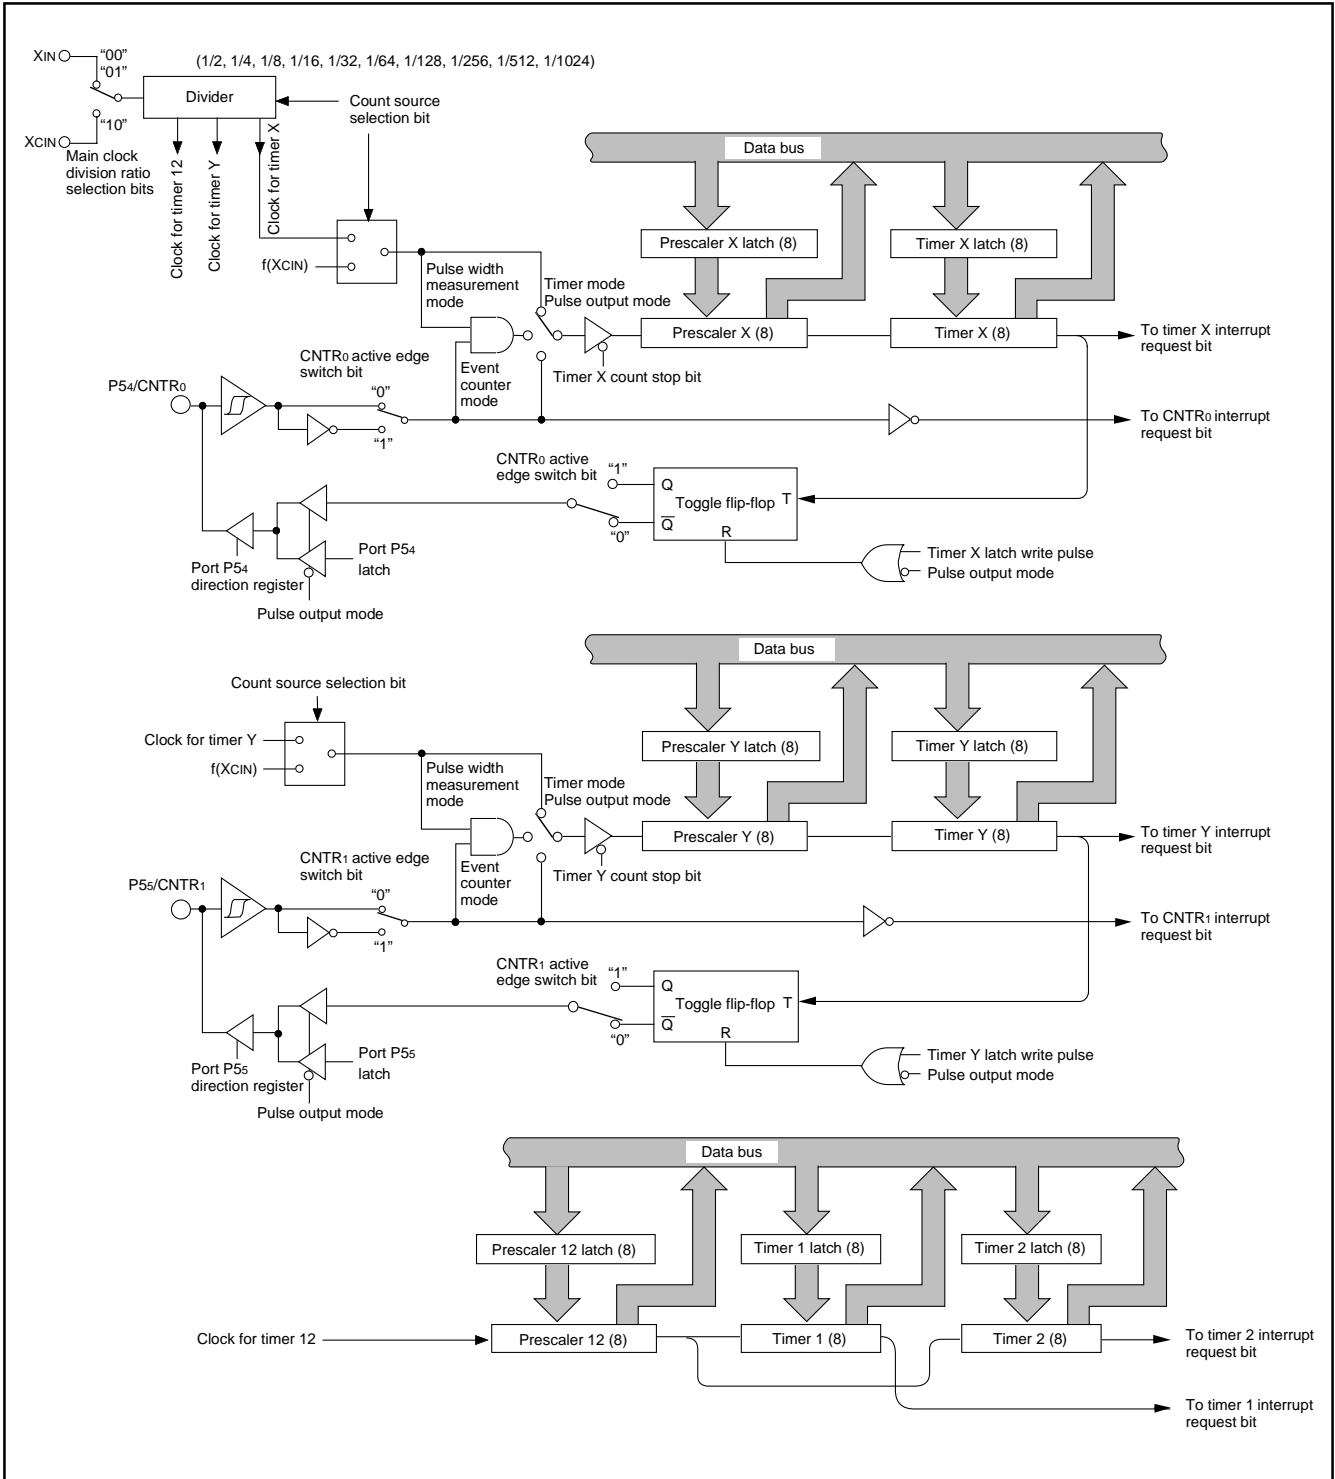 XIN
“00”
“01”
(1/2, 1/4, 1/8, 1/16, 1/32, 1/64, 1/128, 1/256, 1/512, 1/1024)
Divider
Count source
selection bit
“10”
XCIN
Main clock
division ratio
selection bits
Clock for timer 12
Clock for timer Y
Clock for timer X
Data bus
Prescaler X latch (8)
Timer X latch (8)
f(XCIN)
Pulse width
measurement
mode
Timer mode
Pulse output mode
Prescaler X (8)
Timer X (8)
To timer X interrupt
request bit
CNTR0 active edge
switch bit
Event
counter
mode
Timer X count stop bit
P54/CNTR0
“0”
“1”
To CNTR0 interrupt
request bit
CNTR0 active
edge switch bit
“1”
Q
Toggle flip-flop
T
Q
R
“0”
Port P54
latch
Port P54
direction register
Pulse output mode
Timer X latch write pulse
Pulse output mode
Data bus
Count source selection bit
Clock for timer Y
f(XCIN)
Prescaler Y latch (8)
Timer Y latch (8)
Pulse width
measurement
mode
Timer mode
Pulse output mode
Prescaler Y (8)
Timer Y (8)
To timer Y interrupt
request bit
CNTR1 active edge
switch bit
Event
counter
mode
Timer Y count stop bit
P55/CNTR1
“0”
“1”
To CNTR1 interrupt
request bit
CNTR1 active
edge switch bit
“1”
Q
Toggle flip-flop
T
Q
R
“0”
Port P55
latch
Port P55
direction register
Pulse output mode
Timer Y latch write pulse
Pulse output mode
Data bus
Prescaler 12 latch (8)
Timer 1 latch (8)
Timer 2 latch (8)
Clock for timer 12
Prescaler 12 (8)
Timer 1 (8)
Timer 2 (8)
To timer 2 interrupt
request bit
To timer 1 interrupt
request bit